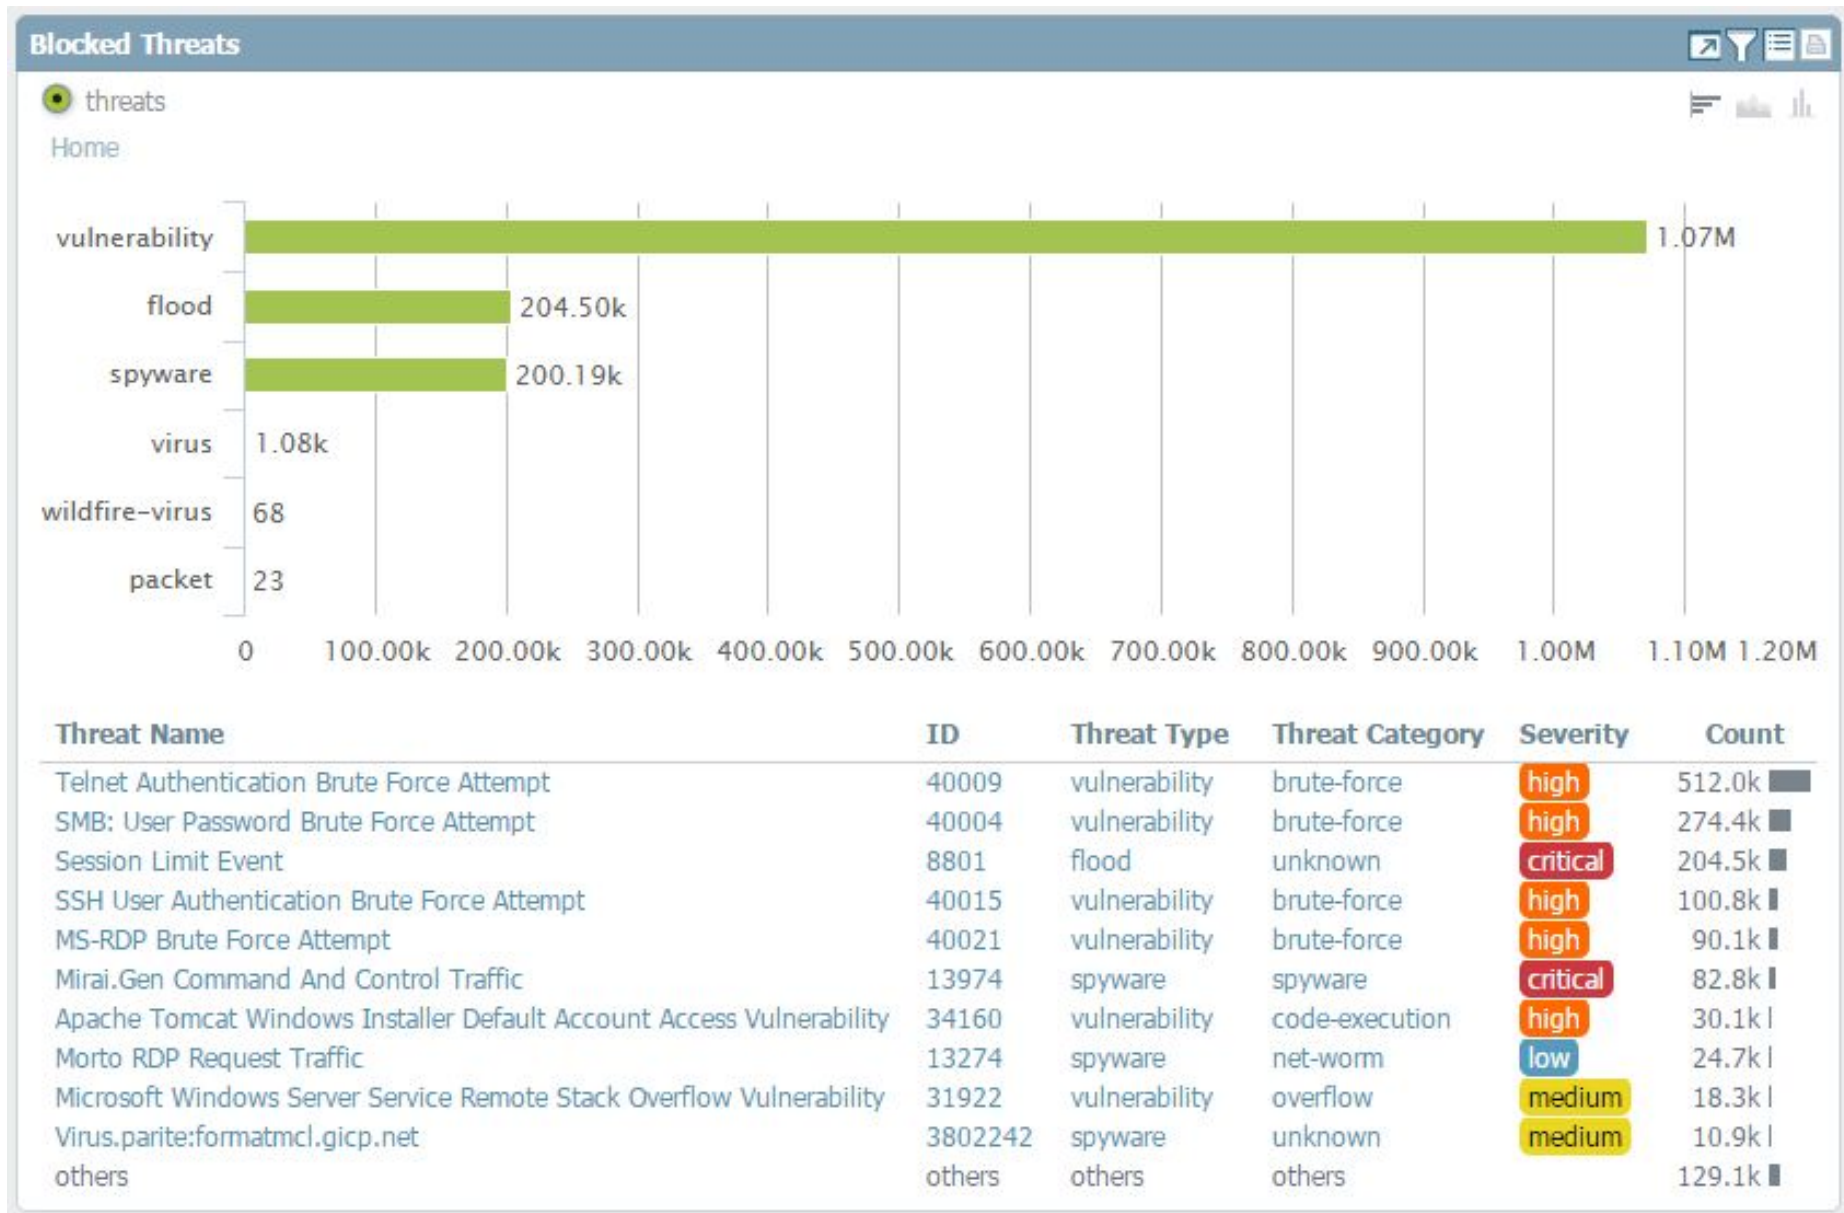 Blocked Threats
threats
Home
vulnerability 1.07M
flood 204.50k
spyware 200.19k
virus 1.08k
wildfire-virus 68
packet 23
0 100.00k 200.00k 300.00k 400.00k 500.00k 600.00k 700.00k 800.00k 900.00k 1.00M 1.10M 1.20M
Threat Name ID Threat Type Threat Category Severity Count
Telnet Authentication Brute Force Attempt 40009 vulnerability brute-force high 512.0k
SMB: User Password Brute Force Attempt 40004 vulnerability brute-force high 274.4k
Session Limit Event 8801 flood unknown critical 204.5k
SSH User Authentication Brute Force Attempt 40015 vulnerability brute-force high 100.8k
MS-RDP Brute Force Attempt 40021 vulnerability brute-force high 90.1k
Mirai.Gen Command And Control Traffic 13974 spyware spyware critical 82.8k
Apache Tomcat Windows Installer Default Account Access Vulnerability 34160 vulnerability code-execution high 30.1k
Morto RDP Request Traffic 13274 spyware net-worm low 24.7k
Microsoft Windows Server Service Remote Stack Overflow Vulnerability 31922 vulnerability overflow medium 18.3k
Virus.parite:formatmcl.gicp.net 3802242 spyware unknown medium 10.9k
others others others others 129.1k